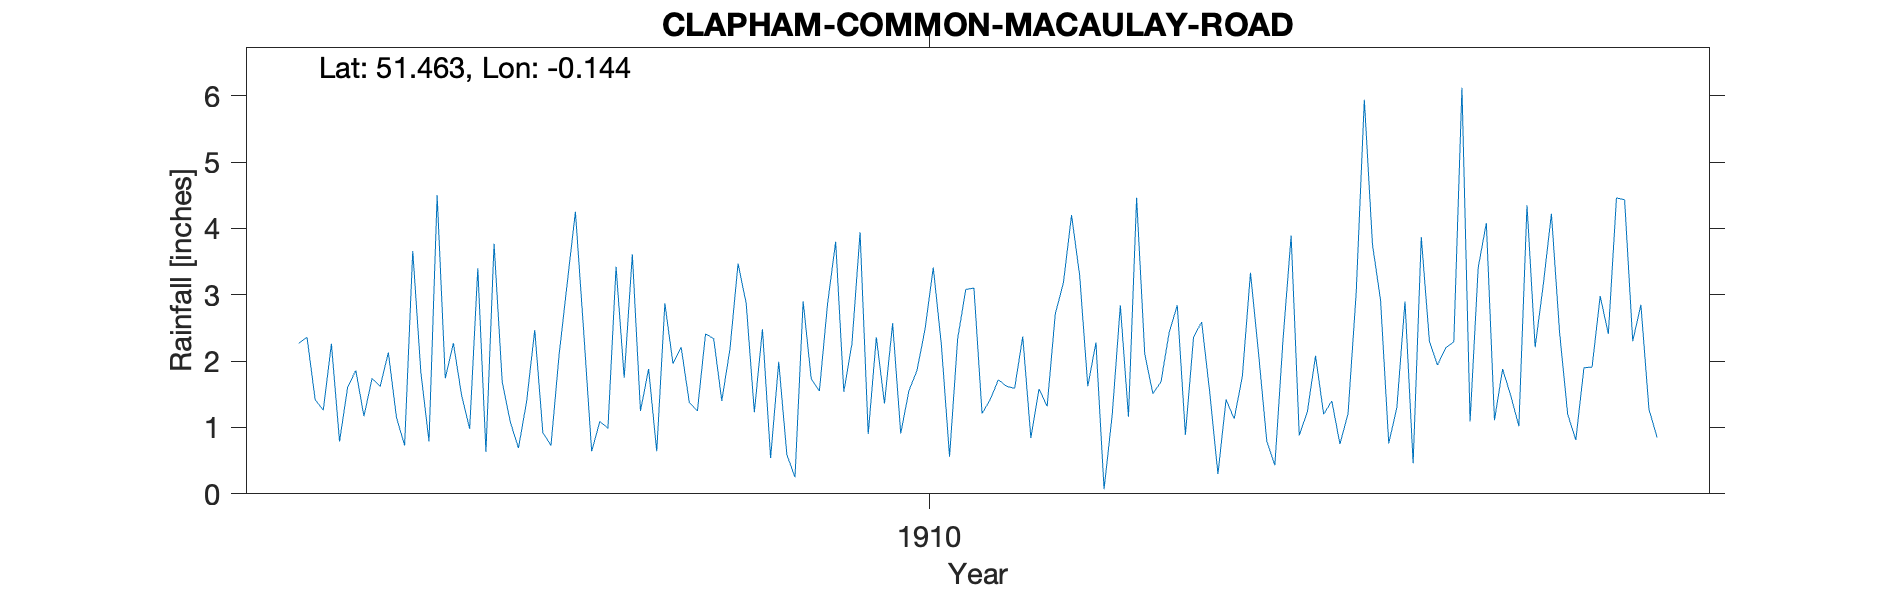 CLAPHAM-COMMON-MACAULAY-ROAD
Lat: 51.463, Lon: -0.144
6
5
4
3
2
1
0
Rainfall [inches]
1910
Year